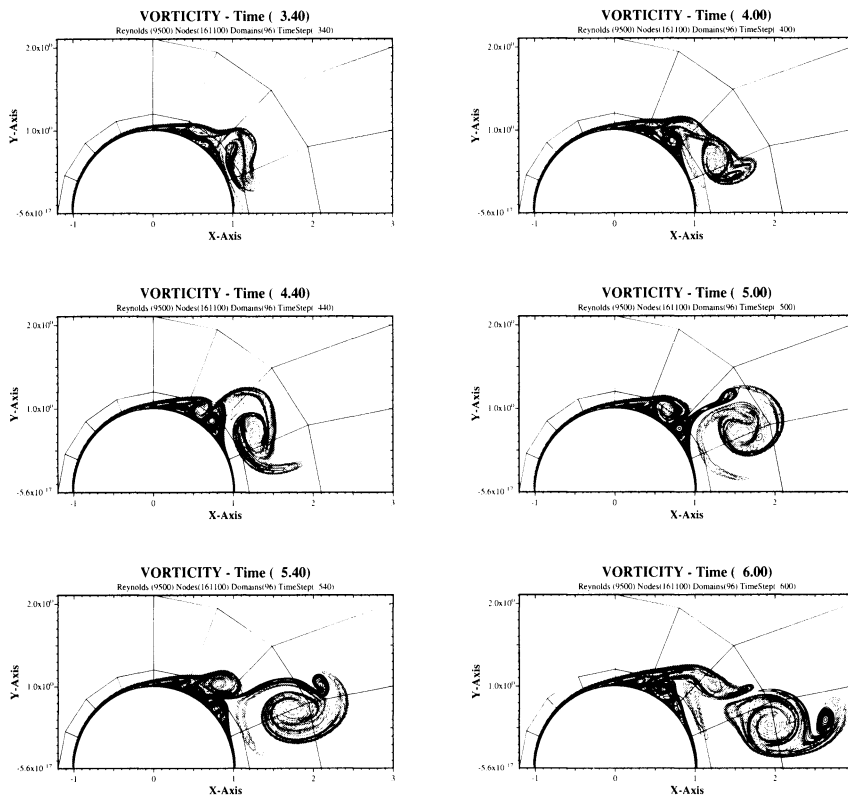 VORTICITY - Time ( 3.40)
Reynolds (9500) Nodes(161100) Domains(96) TimeStep( 340)
2.0x10⁰
1.0x10⁰
-5.6x10⁻¹⁷
Y-Axis
-1 0 1 2 3
X-Axis
VORTICITY - Time ( 4.00)
Reynolds (9500) Nodes(161100) Domains(96) TimeStep( 400)
2.0x10⁰
1.0x10⁰
-5.6x10⁻¹⁷
Y-Axis
-1 0 1 2 3
X-Axis
VORTICITY - Time ( 4.40)
Reynolds (9500) Nodes(161100) Domains(96) TimeStep( 440)
2.0x10⁰
1.0x10⁰
-5.6x10⁻¹⁷
Y-Axis
-1 0 1 2 3
X-Axis
VORTICITY - Time ( 5.00)
Reynolds (9500) Nodes(161100) Domains(96) TimeStep( 500)
2.0x10⁰
1.0x10⁰
-5.6x10⁻¹⁷
Y-Axis
-1 0 1 2 3
X-Axis
VORTICITY - Time ( 5.40)
Reynolds (9500) Nodes(161100) Domains(96) TimeStep( 540)
2.0x10⁰
1.0x10⁰
-5.6x10⁻¹⁷
Y-Axis
-1 0 1 2 3
X-Axis
VORTICITY - Time ( 6.00)
Reynolds (9500) Nodes(161100) Domains(96) TimeStep( 600)
2.0x10⁰
1.0x10⁰
-5.6x10⁻¹⁷
Y-Axis
-1 0 1 2 3
X-Axis